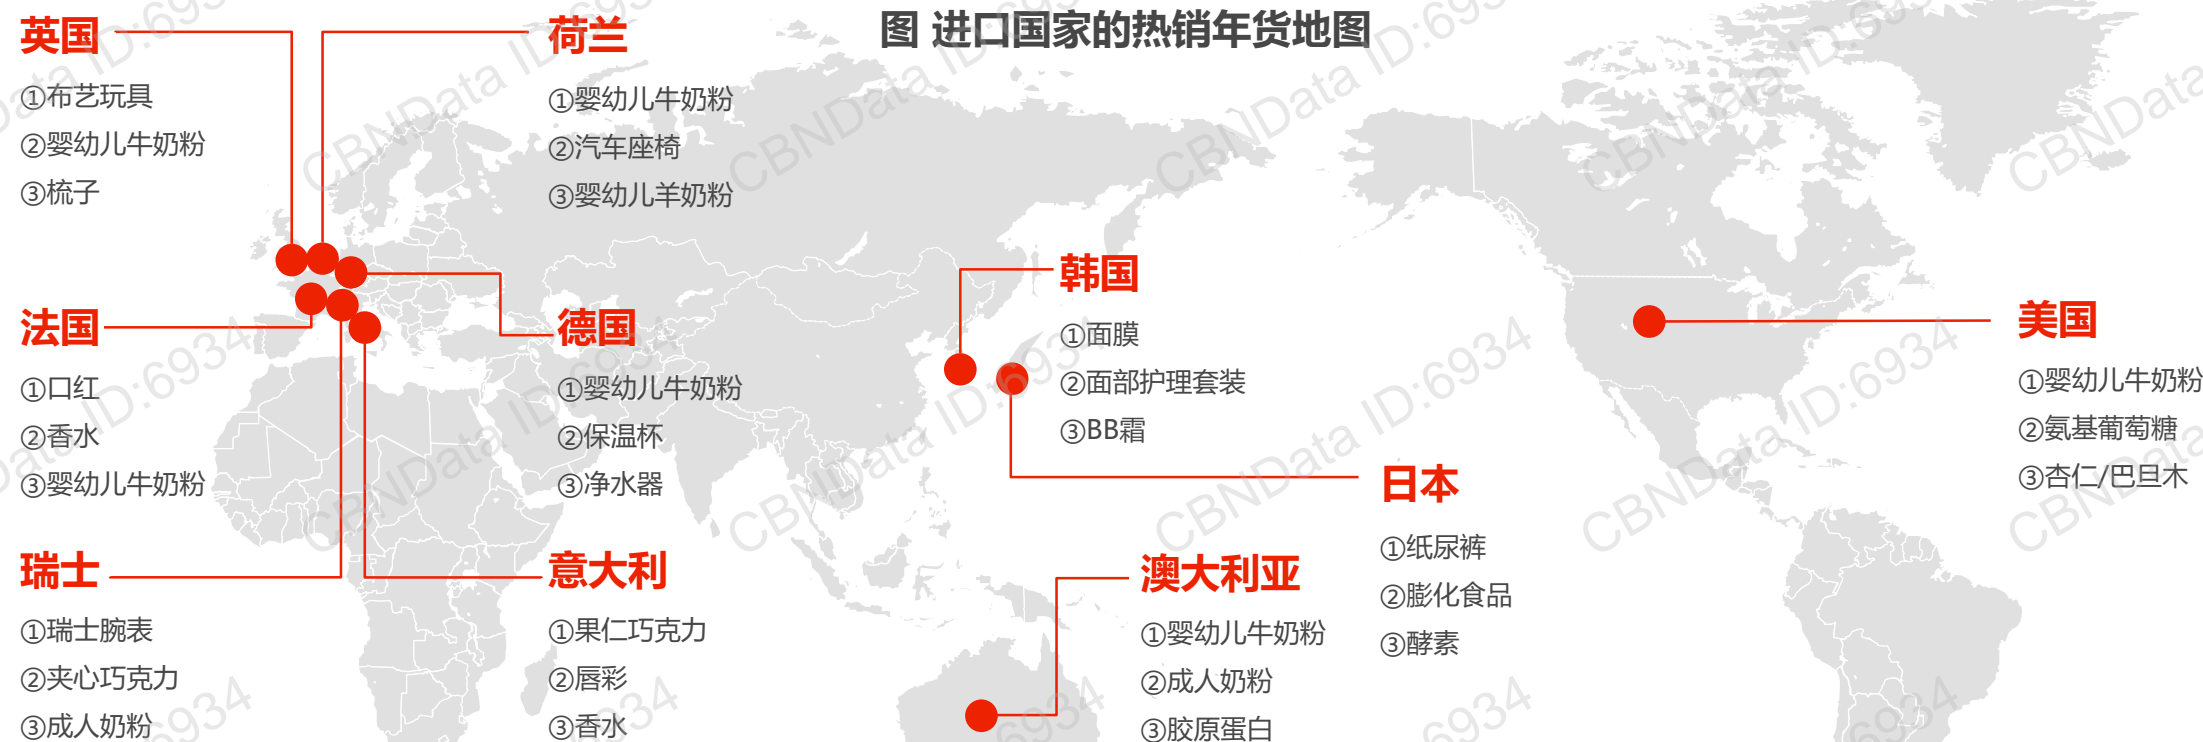 图 进口国家的热销年货地图
英国
①布艺玩具
②婴幼儿牛奶粉
③梳子
荷兰
①婴幼儿牛奶粉
②汽车座椅
③婴幼儿羊奶粉
法国
①口红
②香水
③婴幼儿牛奶粉
德国
①婴幼儿牛奶粉
②保温杯
③净水器
韩国
①面膜
②面部护理套装
③BB霜
美国
①婴幼儿牛奶粉
②氨基葡萄糖
③杏仁/巴旦木
日本
①纸尿裤
②膨化食品
③酵素
瑞士
①瑞士腕表
②夹心巧克力
③成人奶粉
意大利
①果仁巧克力
②唇彩
③香水
澳大利亚
①婴幼儿牛奶粉
②成人奶粉
③胶原蛋白
CBNData ID:6934